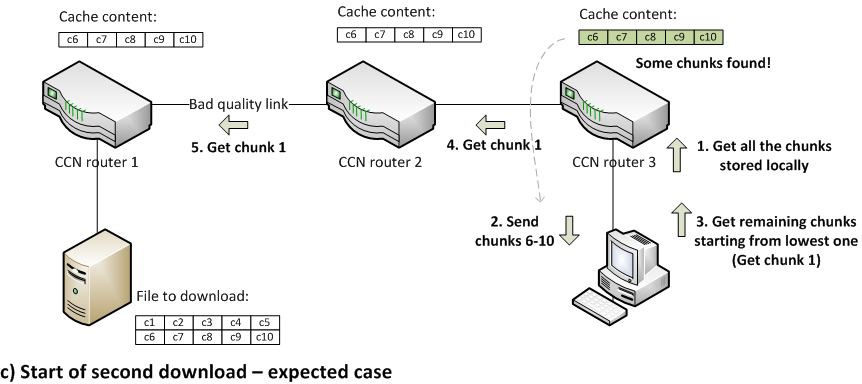 Cache content:
c6 c7 c8 c9 c10
Cache content:
c6 c7 c8 c9 c10
Cache content:
c6 c7 c8 c9 c10
Some chunks found!
Bad quality link
5. Get chunk 1
4. Get chunk 1
CCN router 1
CCN router 2
CCN router 3
1. Get all the chunks
stored locally
2. Send
chunks 6-10
3. Get remaining chunks
starting from lowest one
(Get chunk 1)
File to download:
c1 c2 c3 c4 c5
c6 c7 c8 c9 c10
c) Start of second download – expected case